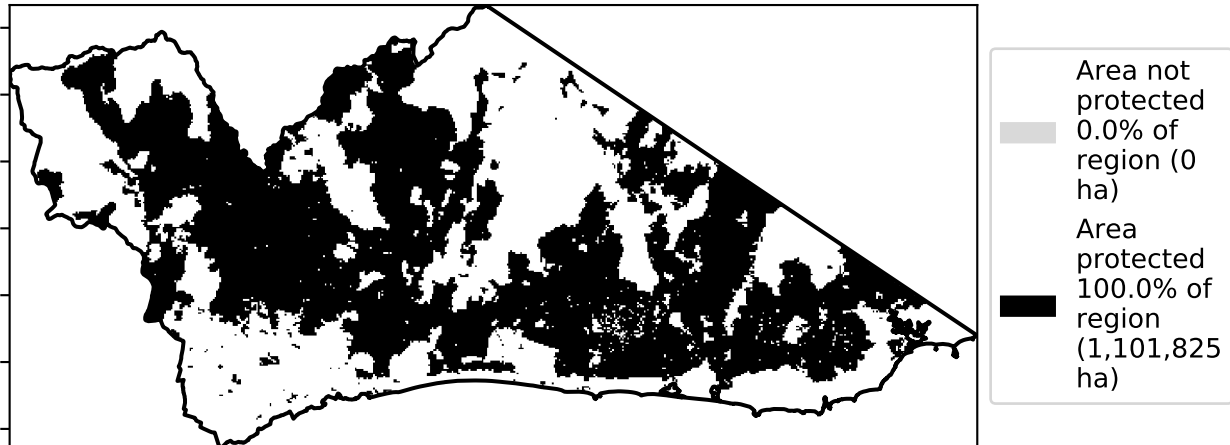 Area not
protected
0.0% of
region (0
ha)
Area
protected
100.0% of
region
(1,101,825
ha)